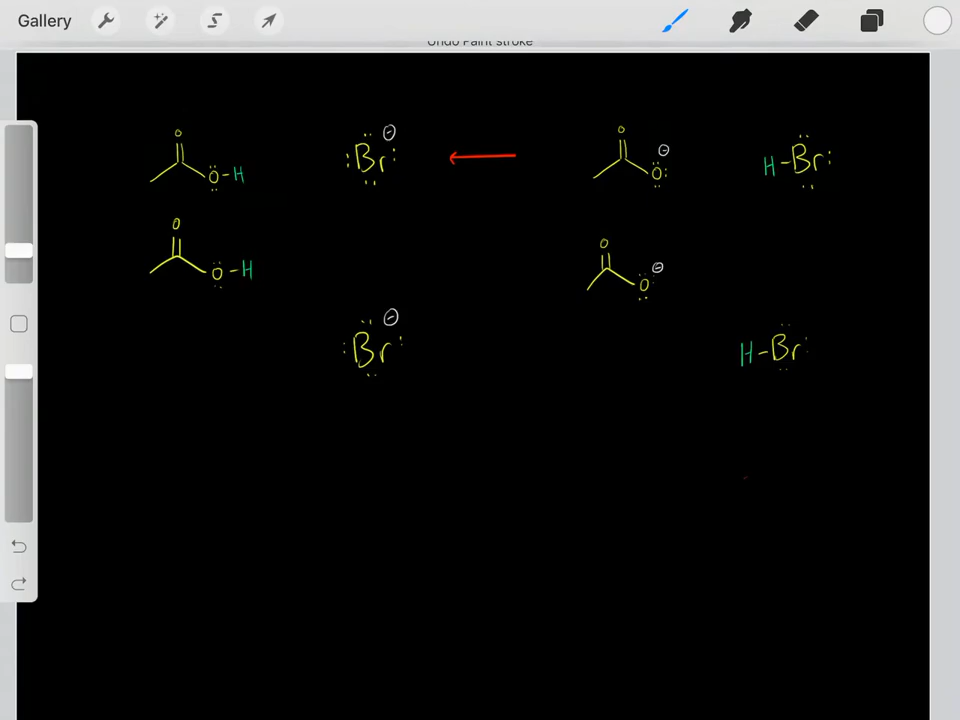 Gallery
Undo Paint stroke
O O
O-H :Br: ⊖ ← O: ⊖ H-Br:
O O
O-H O ⊖
:Br: ⊖ H-Br: